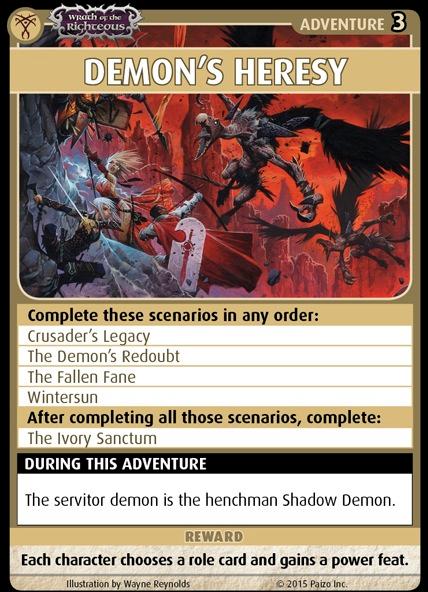 Wrath of the
Righteous
ADVENTURE 3
DEMON'S HERESY
Complete these scenarios in any order:
Crusader's Legacy
The Demon's Redoubt
The Fallen Fane
Wintersun
After completing all those scenarios, complete:
The Ivory Sanctum
DURING THIS ADVENTURE
The servitor demon is the henchman Shadow Demon.
REWARD
Each character chooses a role card and gains a power feat.
Illustration by Wayne Reynolds
© 2015 Paizo Inc.